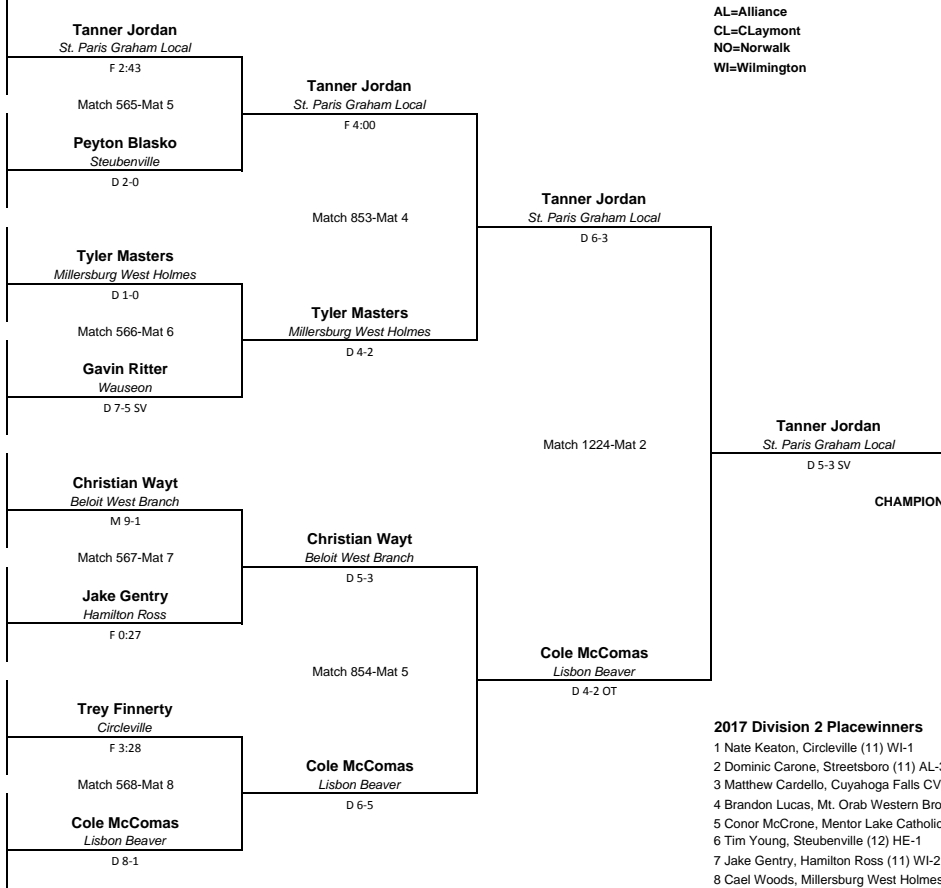 AL=Alliance
CL=CLaymont
NO=Norwalk
WI=Wilmington
Tanner Jordan
St. Paris Graham Local
F 2:43
Match 565-Mat 5
Peyton Blasko
Steubenville
D 2-0
Tyler Masters
Millersburg West Holmes
D 1-0
Match 566-Mat 6
Gavin Ritter
Wauseon
D 7-5 SV
Christian Wayt
Beloit West Branch
M 9-1
Match 567-Mat 7
Jake Gentry
Hamilton Ross
F 0:27
Trey Finnerty
Circleville
F 3:28
Match 568-Mat 8
Cole McComas
Lisbon Beaver
D 8-1
Tanner Jordan
St. Paris Graham Local
F 4:00
Match 853-Mat 4
Tyler Masters
Millersburg West Holmes
D 4-2
Christian Wayt
Beloit West Branch
D 5-3
Match 854-Mat 5
Cole McComas
Lisbon Beaver
D 6-5
Tanner Jordan
St. Paris Graham Local
D 6-3
Match 1224-Mat 2
Cole McComas
Lisbon Beaver
D 4-2 OT
Tanner Jordan
St. Paris Graham Local
D 5-3 SV
CHAMPION
2017 Division 2 Placewinners
1 Nate Keaton, Circleville (11) WI-1
2 Dominic Carone, Streetsboro (11) AL-3
3 Matthew Cardello, Cuyahoga Falls CV
4 Brandon Lucas, Mt. Orab Western Bro
5 Conor McCrone, Mentor Lake Catholic
6 Tim Young, Steubenville (12) HE-1
7 Jake Gentry, Hamilton Ross (11) WI-2
8 Cael Woods, Millersburg West Holmes